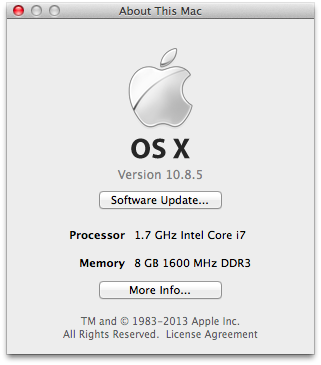 About This Mac
OS X
Version 10.8.5
Software Update...
Processor 1.7 GHz Intel Core i7
Memory 8 GB 1600 MHz DDR3
More Info...
TM and © 1983-2013 Apple Inc.
All Rights Reserved. License Agreement